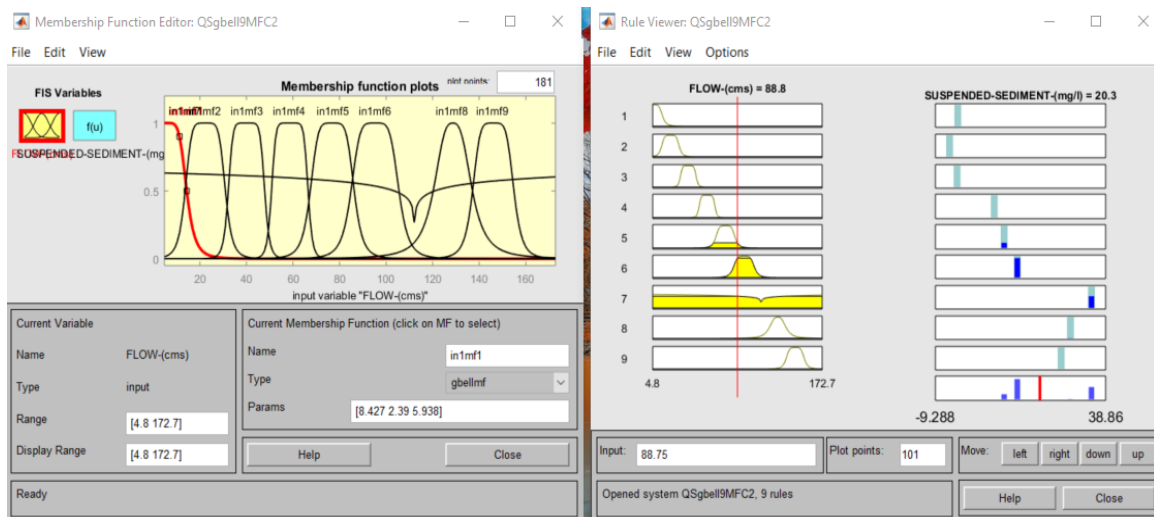 Membership Function Editor: QSgbell9MFC2
File Edit View
FIS Variables
f(u)
SUSPENDED-SEDIMENT-(mg
Membership function plots
plot points:
181
in1mf2 in1mf3 in1mf4 in1mf5 in1mf6 in1mf8 in1mf9
1
0.5
0
20 40 60 80 100 120 140 160
input variable "FLOW-(cms)"
Current Variable
Name FLOW-(cms)
Type input
Range [4.8 172.7]
Display Range [4.8 172.7]
Current Membership Function (click on MF to select)
Name in1mf1
Type gbellmf
Params [8.427 2.39 5.938]
Help Close
Ready
Rule Viewer: QSgbell9MFC2
File Edit View Options
FLOW-(cms) = 88.8
SUSPENDED-SEDIMENT-(mg/l) = 20.3
1
2
3
4
5
6
7
8
9
4.8 172.7
-9.288 38.86
Input: 88.75
Plot points: 101
Move: left right down up
Opened system QSgbell9MFC2, 9 rules
Help Close